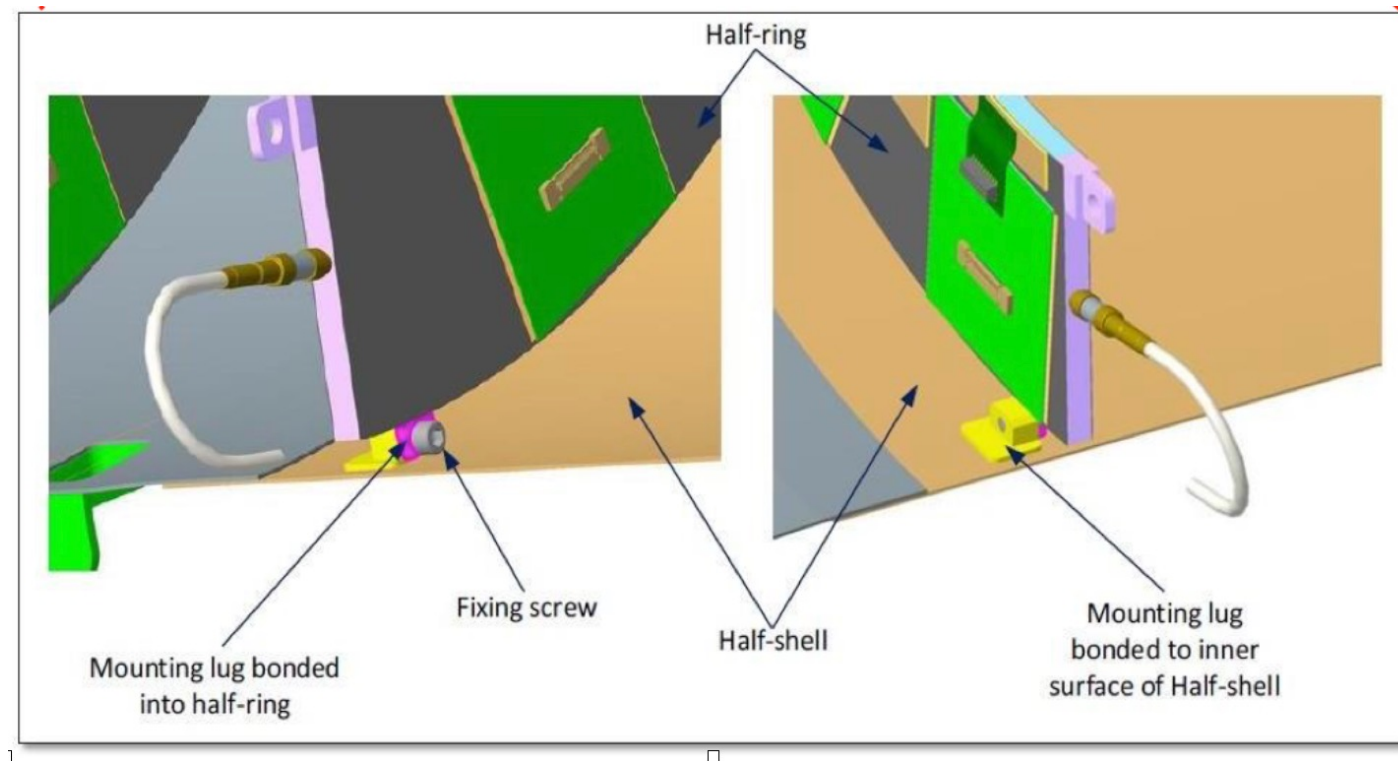 Half-ring
Fixing screw
Half-shell
Mounting lug bonded
into half-ring
Mounting lug
bonded to inner
surface of Half-shell